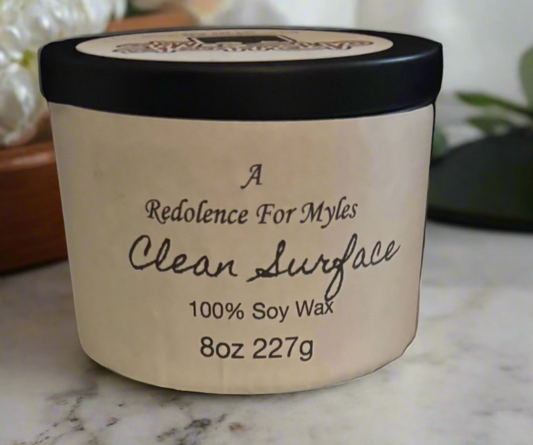 A
Redolence For Myles
Clean Surface
100% Soy Wax
8oz 227g